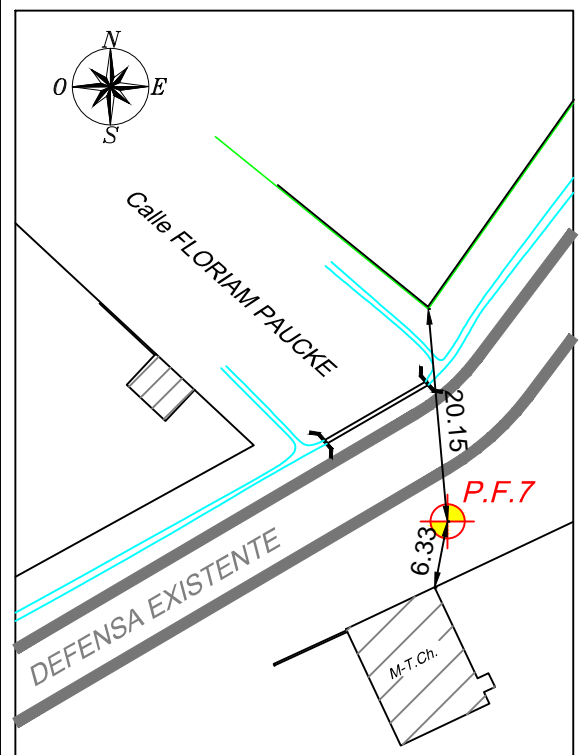 N
O E
S
Calle FLORIAM PAUCKE
20.15
P.F.7
6.33
DEFENSA EXISTENTE
M-T.Ch.